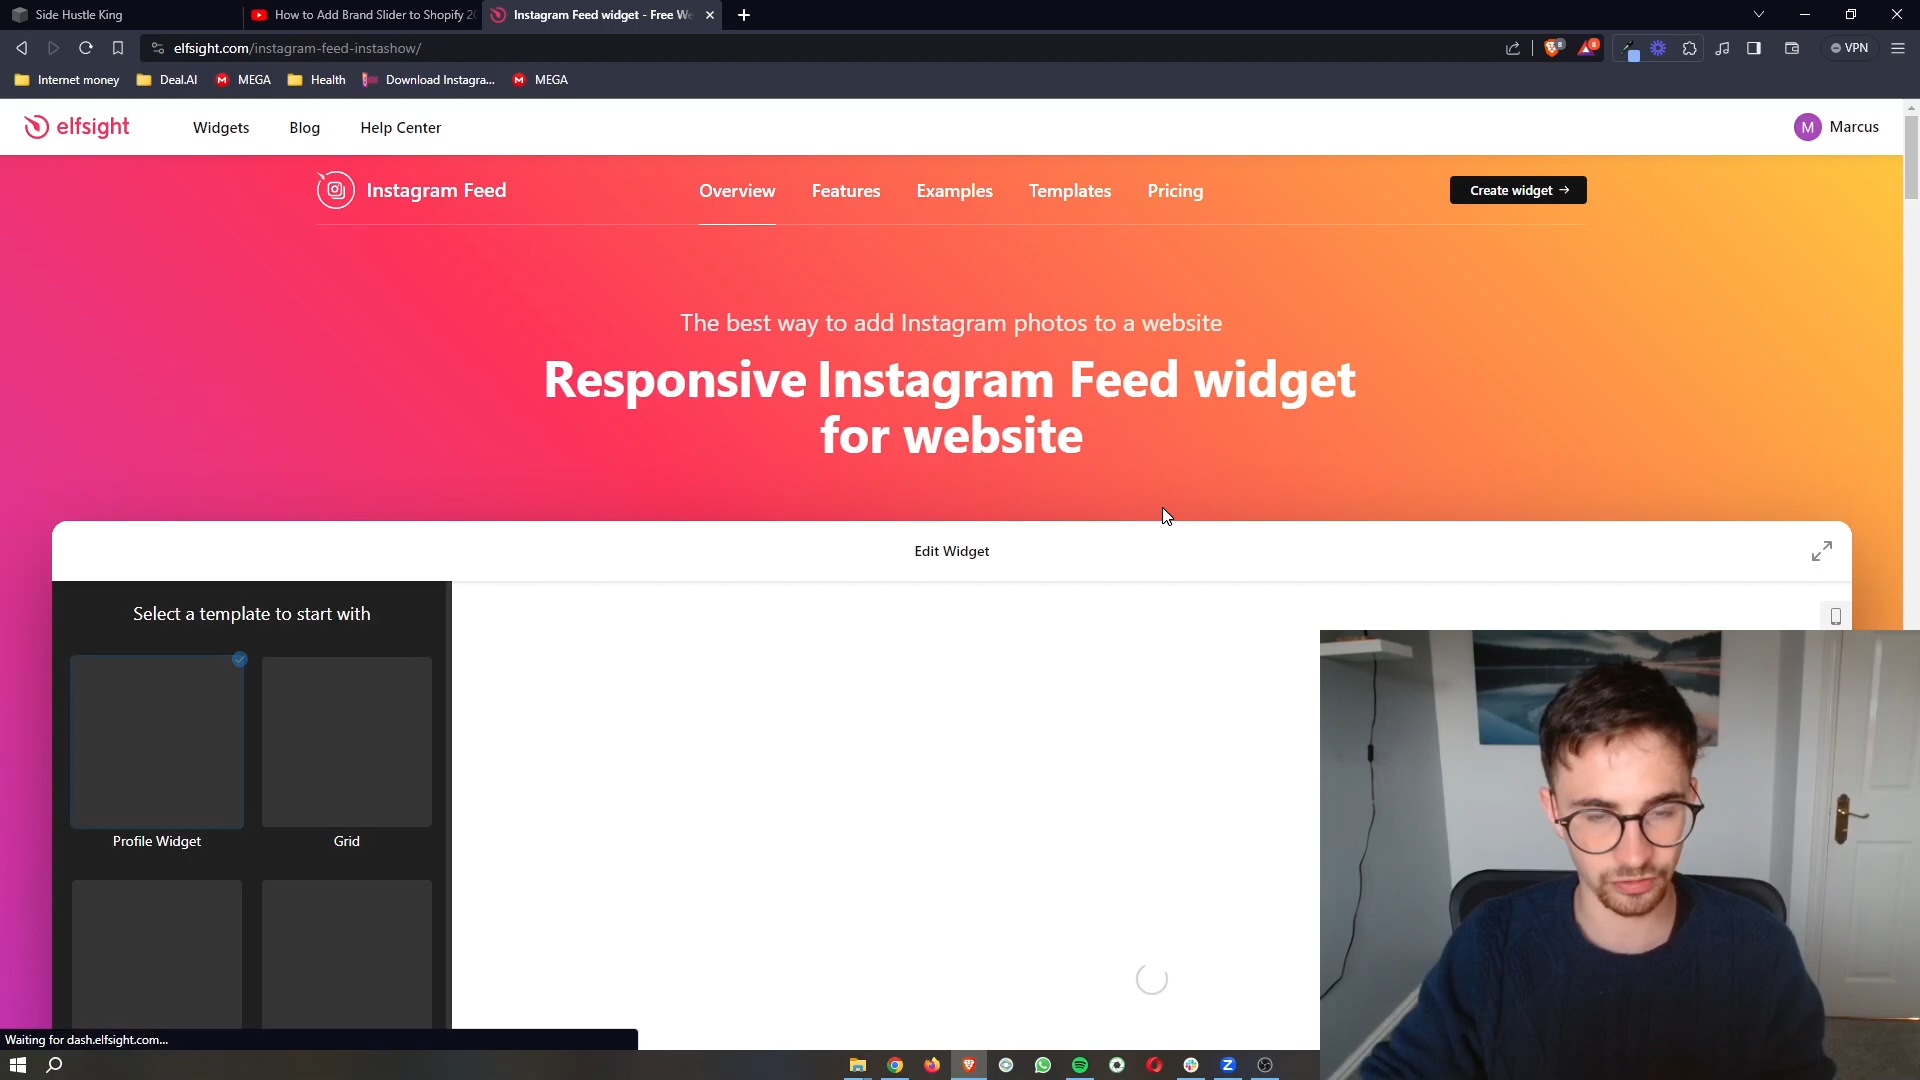 Side Hustle King
How to Add Brand Slider to Shopify 20
Instagram Feed widget - Free We
elfsight.com/instagram-feed-instashow/
8
8
VPN
Internet money
Deal.AI
MEGA
Health
Download Instagra...
MEGA
elfsight
Widgets
Blog
Help Center
M
Marcus
Instagram Feed
Overview
Features
Examples
Templates
Pricing
Create widget →
The best way to add Instagram photos to a website
Responsive Instagram Feed widget
for website
Edit Widget
Select a template to start with
Profile Widget
Grid
Waiting for dash.elfsight.com...